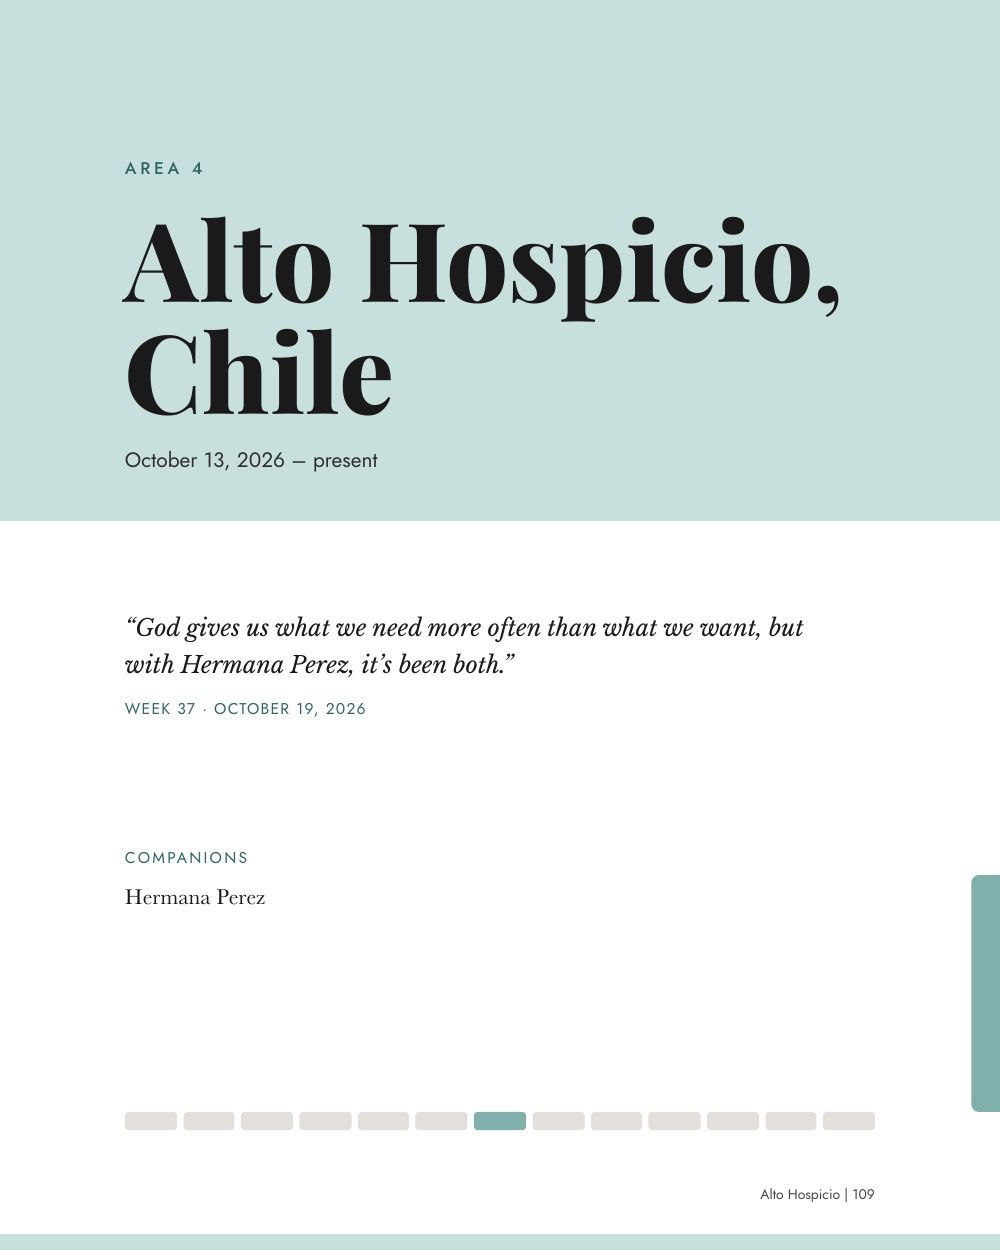 AREA 4
Alto Hospicio,
Chile
October 13, 2026 – present
“God gives us what we need more often than what we want, but
with Hermana Perez, it’s been both.”
WEEK 37 · OCTOBER 19, 2026
COMPANIONS
Hermana Perez
Alto Hospicio | 109